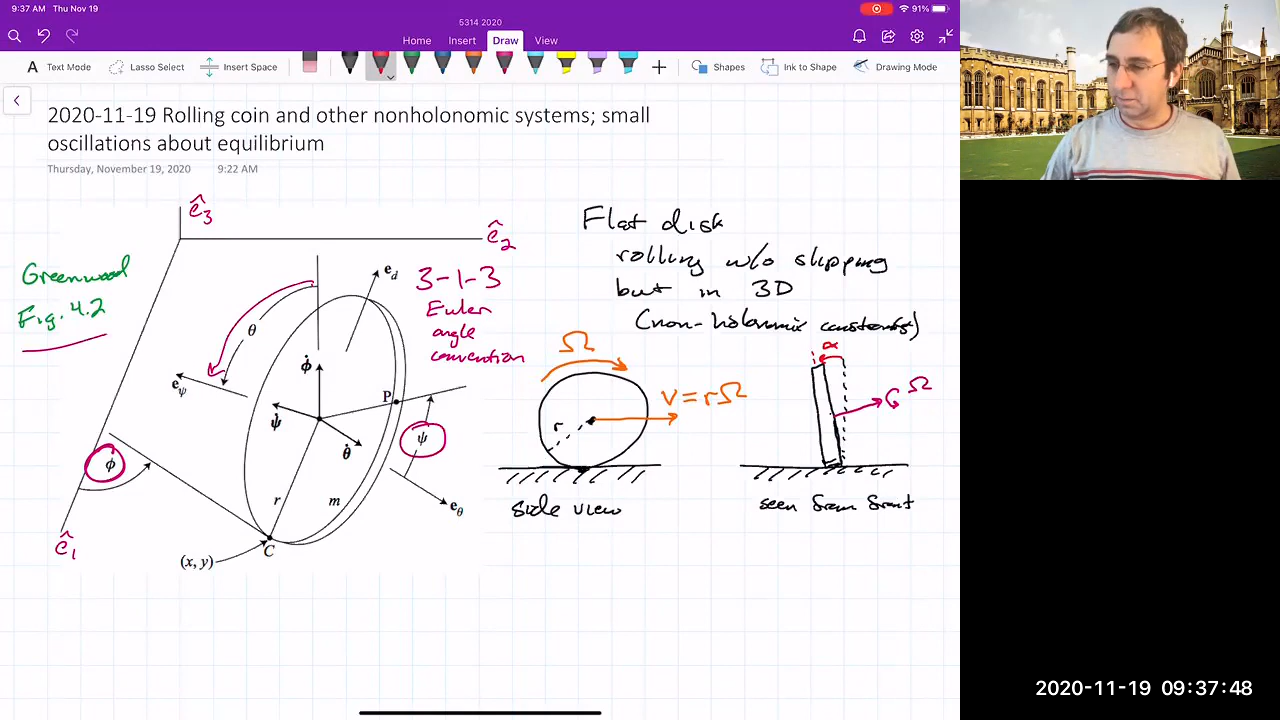 9:37 AM Thu Nov 19
91%
5314 2020
Home Insert Draw View
Text Mode Lasso Select Insert Space Shapes Ink to Shape Drawing Mode
2020-11-19 Rolling coin and other nonholonomic systems; small
oscillations about equilibrium
Thursday, November 19, 2020 9:22 AM
ê₃
ê₂
Greenwood
Fig. 4.2
e_d
3-1-3
Euler
angle
convention
θ
e_ψ
ϕ̇
P
ψ̇
θ̇
ψ
ϕ
r
m
e_θ
ê₁
(x, y)
C
Flat disk
rolling w/o slipping
but in 3D
(non-holonomic constraints)
Ω
V = rΩ
r
side view
α
Ω
seen from front
2020-11-19 09:37:48